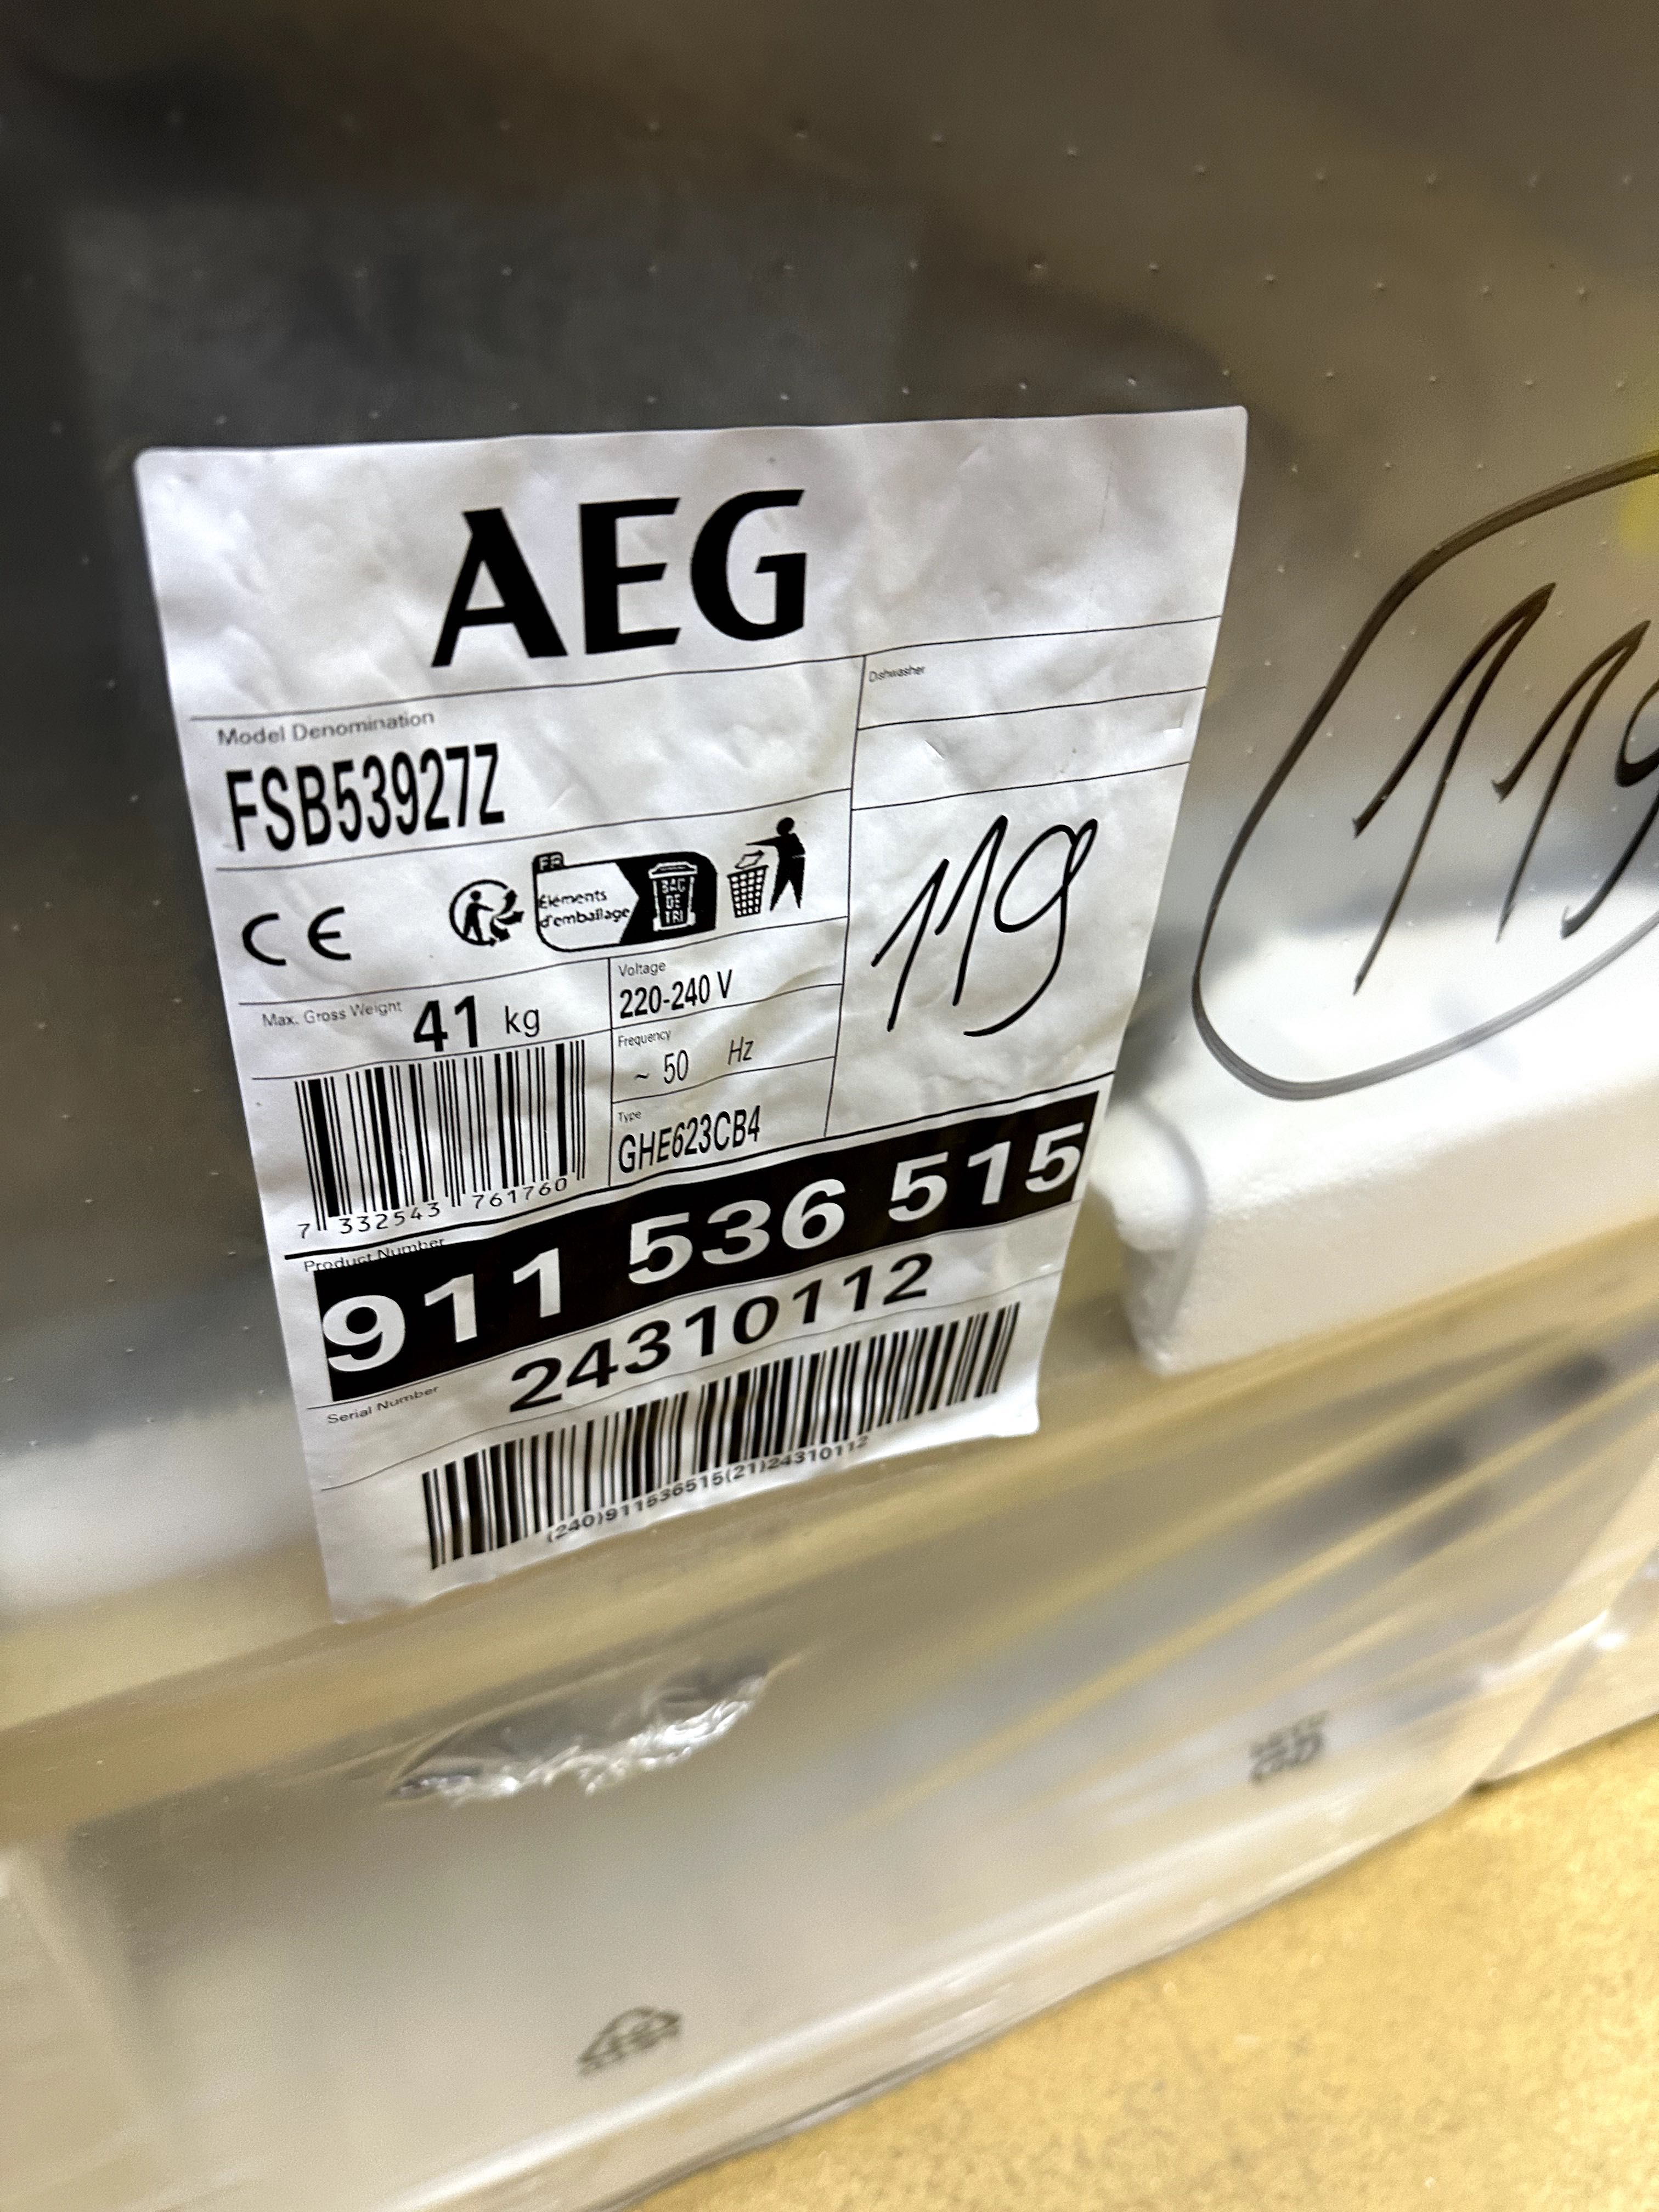 AEG
Model Denomination
FSB53927Z
Dishwasher
CE
FR
Éléments
d'emballage
BAC
DE
TRI
119
119
Max. Gross Weight 41 kg
Voltage
220-240 V
Frequency
~ 50 Hz
Type
GHE623CB4
7 332543 761760
Product Number
911 536 515
24310112
Serial Number
(240)911536515(21)24310112